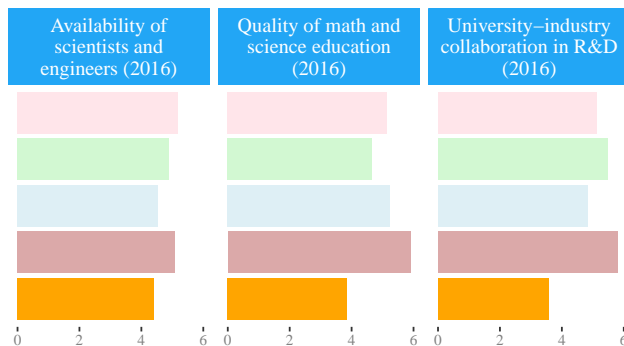 Availability of
scientists and
engineers (2016)
Quality of math and
science education
(2016)
University−industry
collaboration in R&D
(2016)
0 2 4 6
0 2 4 6
0 2 4 6